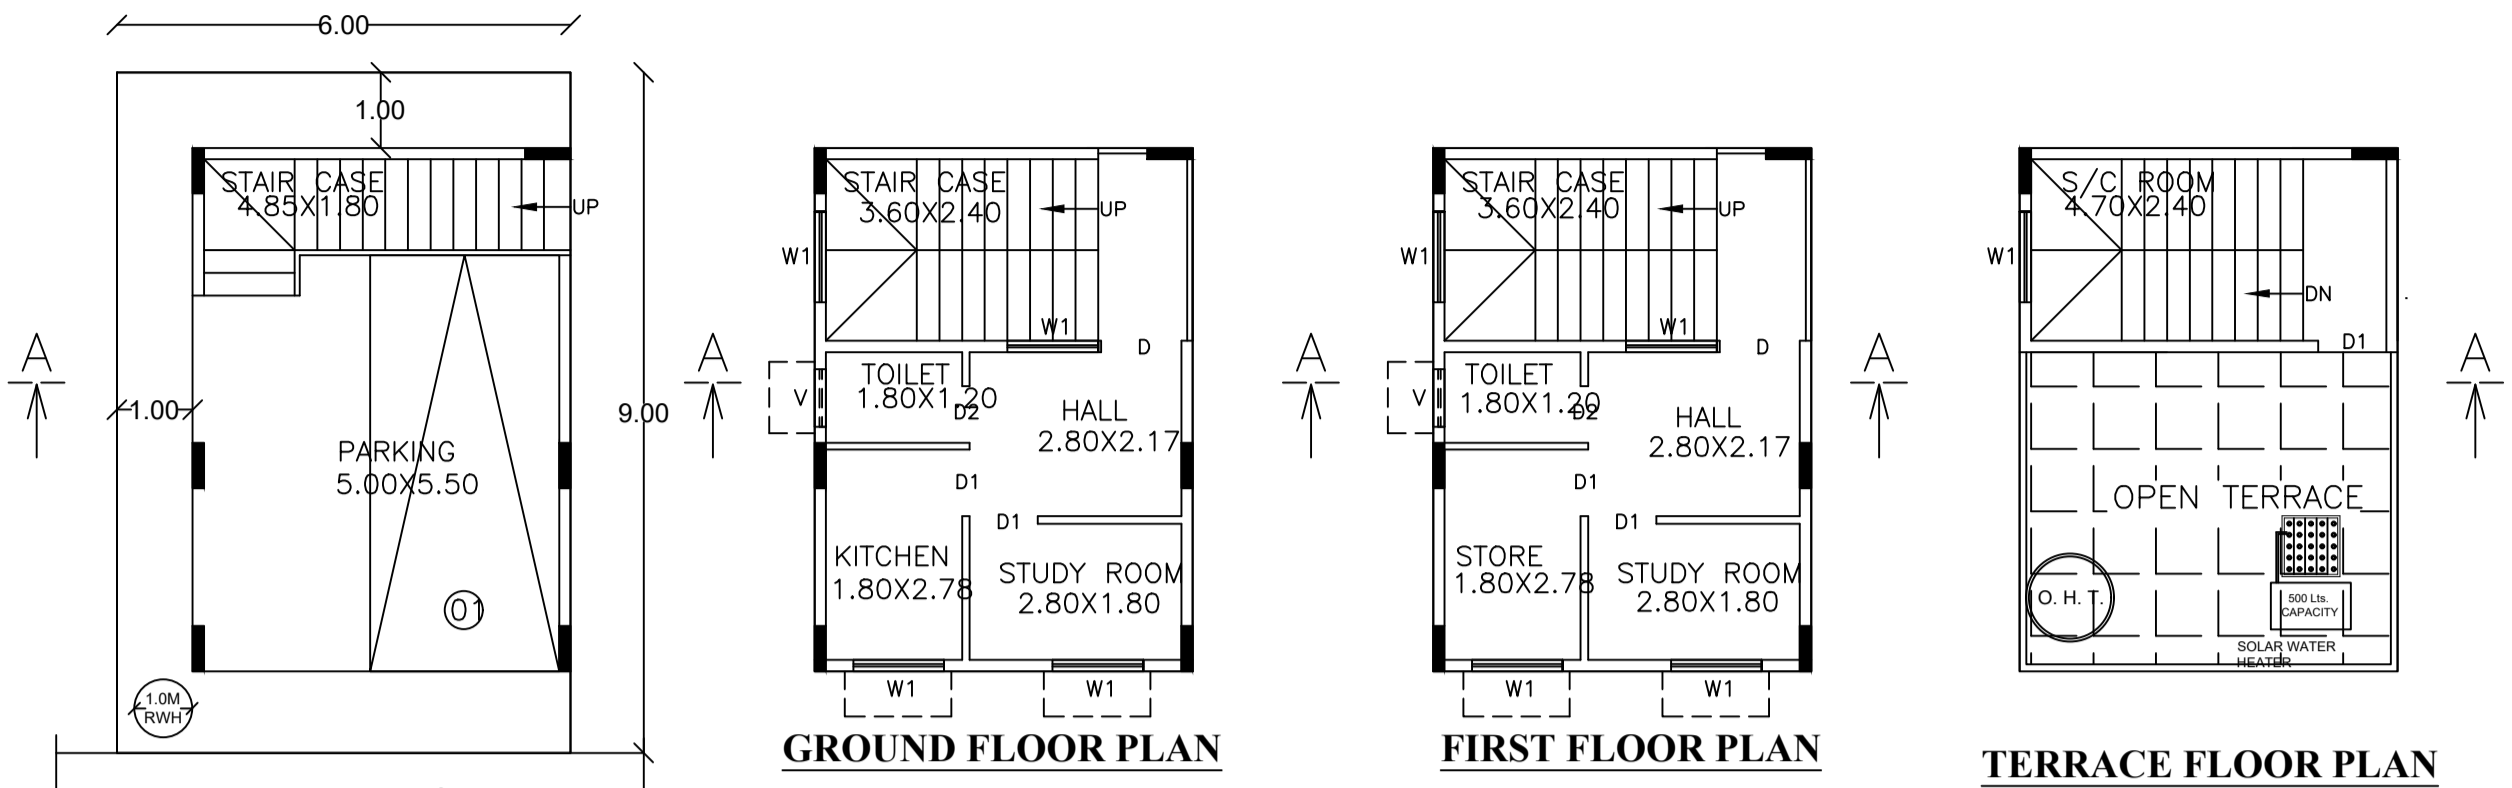 6.00
1.00
STAIR CASE
4.85X1.80
UP
A
1.00
9.00
PARKING
5.00X5.50
01
1.0M
RWH
A
STAIR CASE
3.60X2.40
UP
W1
W1
D
TOILET
1.80X1.20
V
D2
HALL
2.80X2.17
D1
D1
KITCHEN
1.80X2.78
STUDY ROOM
2.80X1.80
W1
W1
GROUND FLOOR PLAN
A
STAIR CASE
3.60X2.40
UP
W1
W1
D
TOILET
1.80X1.20
V
D2
HALL
2.80X2.17
D1
D1
STORE
1.80X2.78
STUDY ROOM
2.80X1.80
W1
W1
FIRST FLOOR PLAN
A
S/C ROOM
4.70X2.40
W1
DN
D1
A
OPEN TERRACE
O. H. T.
500 Lts.
CAPACITY
SOLAR WATER
HEATER
TERRACE FLOOR PLAN